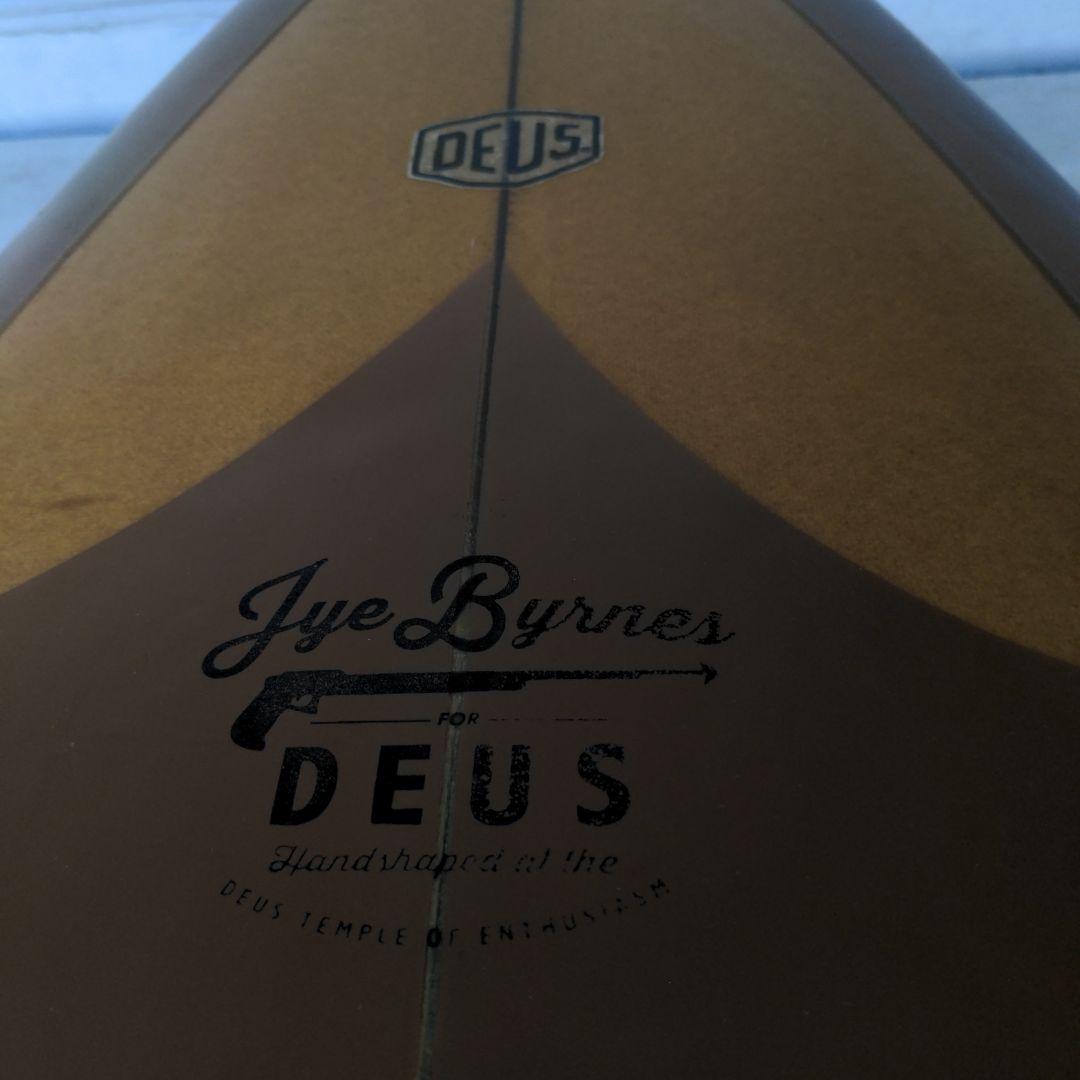 DEUS.
Jye Byrnes
FOR
DEUS
Handshaped at the
DEUS TEMPLE OF ENTHUSIASM